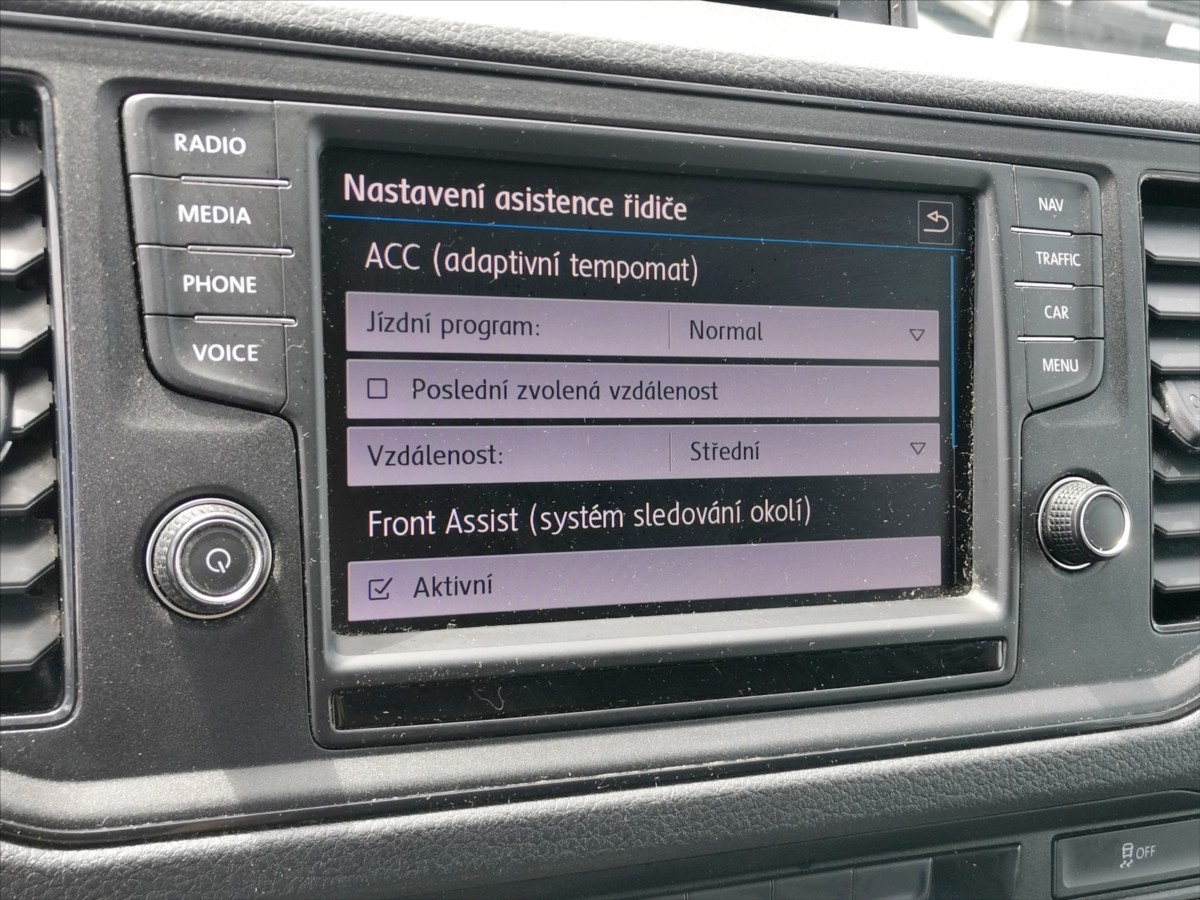 RADIO
MEDIA
PHONE
VOICE
Nastavení asistence řidiče
ACC (adaptivní tempomat)
Jízdní program: Normal
Poslední zvolená vzdálenost
Vzdálenost: Střední
Front Assist (systém sledování okolí)
Aktivní
NAV
TRAFFIC
CAR
MENU
OFF